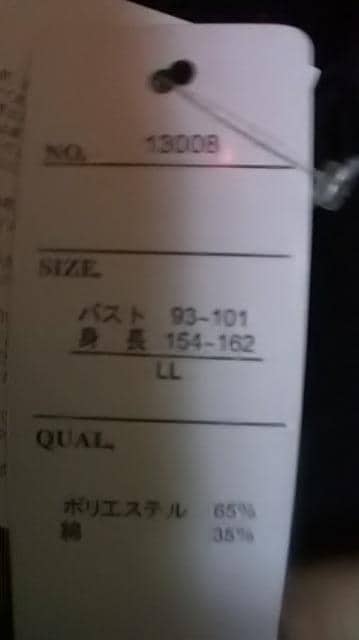 NO. 13008
SIZE.
バスト 93-101
身長 154-162
LL
QUAL.
ポリエステル 65%
綿 35%